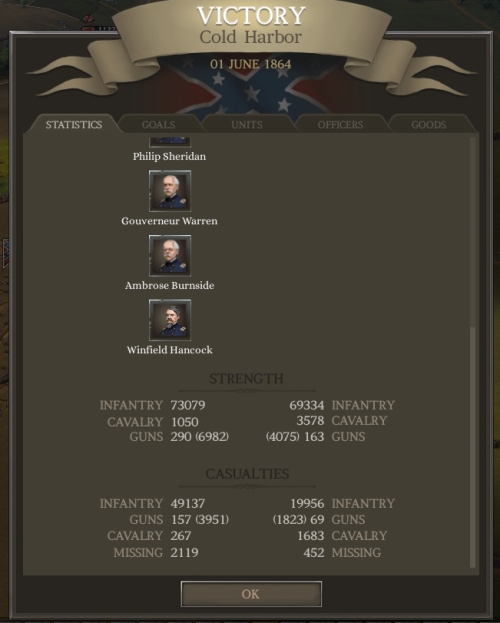 VICTORY
Cold Harbor
01 JUNE 1864
STATISTICS GOALS UNITS OFFICERS GOODS
Philip Sheridan
Gouverneur Warren
Ambrose Burnside
Winfield Hancock
STRENGTH
INFANTRY 73079 69334 INFANTRY
CAVALRY 1050 3578 CAVALRY
GUNS 290 (6982) (4075) 163 GUNS
CASUALTIES
INFANTRY 49137 19956 INFANTRY
GUNS 157 (3951) (1823) 69 GUNS
CAVALRY 267 1683 CAVALRY
MISSING 2119 452 MISSING
OK